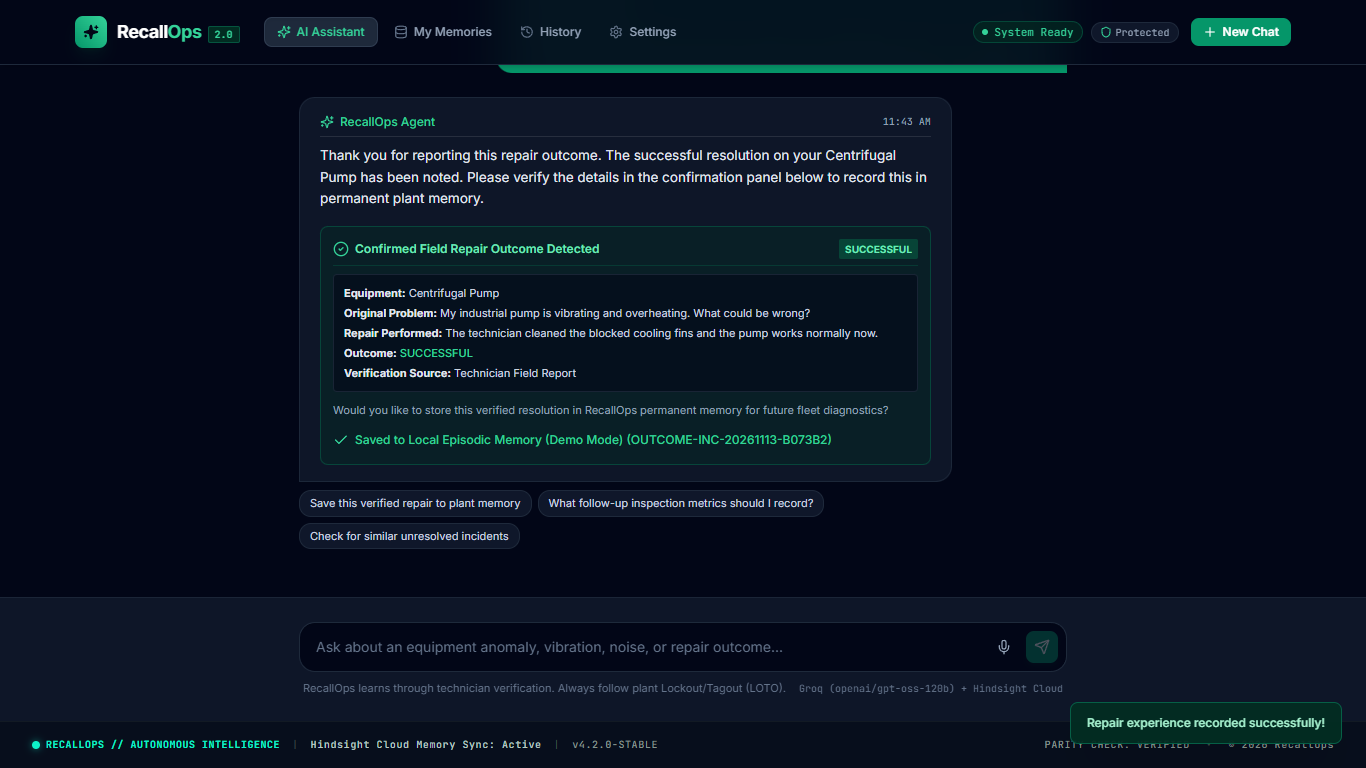 RecallOps 2.0 AI Assistant My Memories History Settings System Ready Protected New Chat
RecallOps Agent 11:43 AM
Thank you for reporting this repair outcome. The successful resolution on your Centrifugal
Pump has been noted. Please verify the details in the confirmation panel below to record this in
permanent plant memory.
Confirmed Field Repair Outcome Detected SUCCESSFUL
Equipment: Centrifugal Pump
Original Problem: My industrial pump is vibrating and overheating. What could be wrong?
Repair Performed: The technician cleaned the blocked cooling fins and the pump works normally now.
Outcome: SUCCESSFUL
Verification Source: Technician Field Report
Would you like to store this verified resolution in RecallOps permanent memory for future fleet diagnostics?
Saved to Local Episodic Memory (Demo Mode) (OUTCOME-INC-20261113-B073B2)
Save this verified repair to plant memory What follow-up inspection metrics should I record?
Check for similar unresolved incidents
Ask about an equipment anomaly, vibration, noise, or repair outcome...
RecallOps learns through technician verification. Always follow plant Lockout/Tagout (LOTO). Groq (openai/gpt-oss-120b) + Hindsight Cloud
Repair experience recorded successfully!
RECALLOPS // AUTONOMOUS INTELLIGENCE | Hindsight Cloud Memory Sync: Active | v4.2.0-STABLE PARITY CHECK: VERIFIED · © 2026 RecallOps